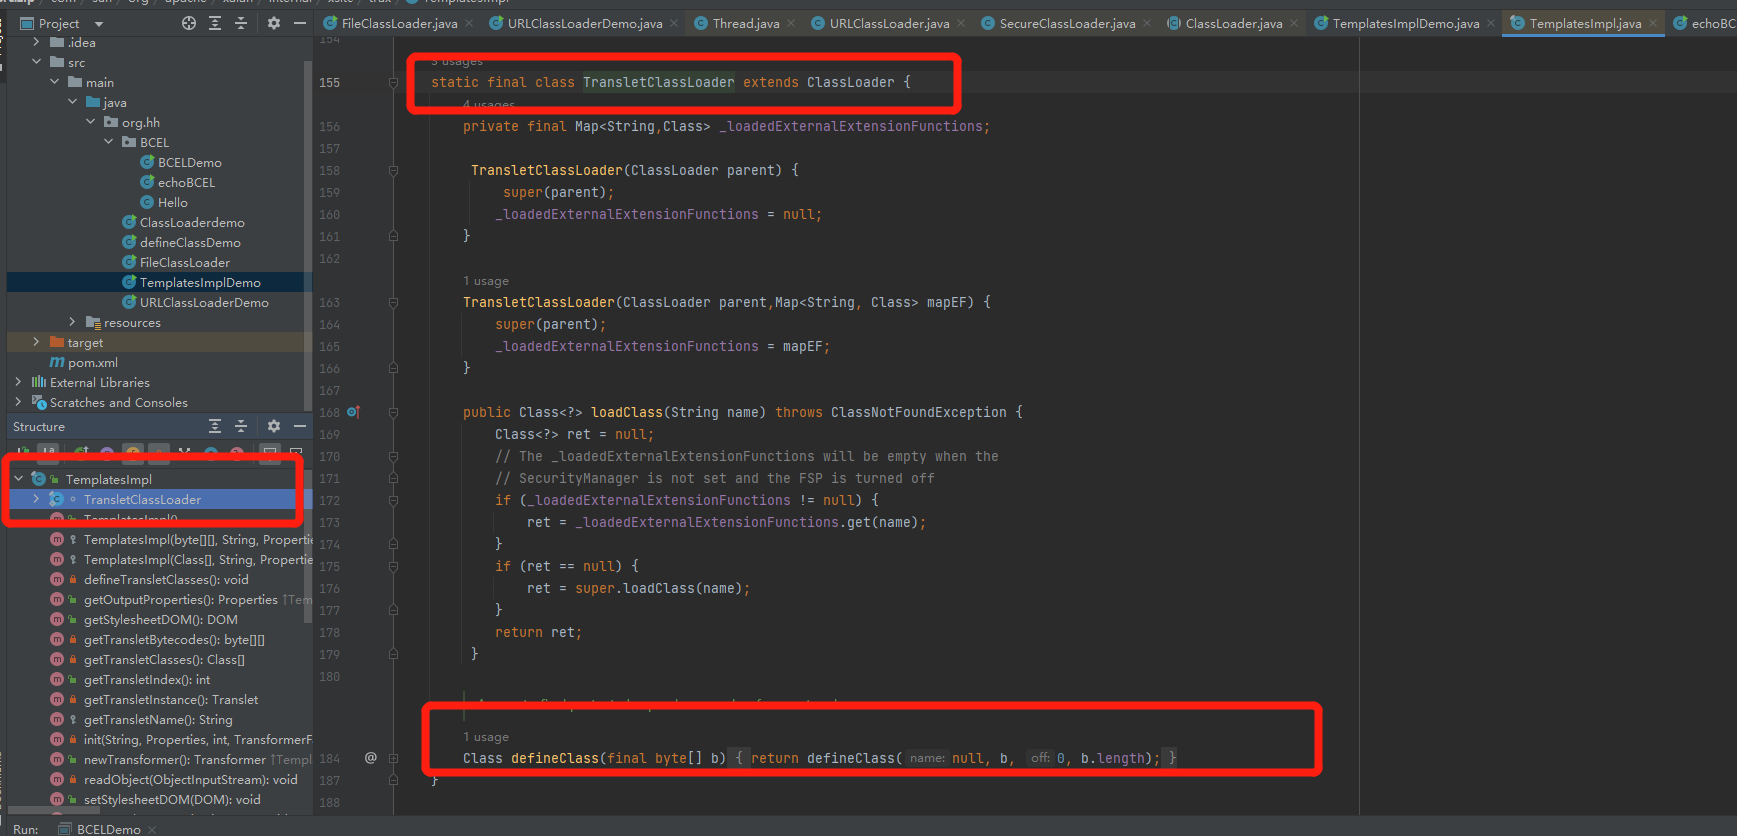 Project
FileClassLoader.java
URLClassLoaderDemo.java
Thread.java
URLClassLoader.java
SecureClassLoader.java
ClassLoader.java
TemplatesImplDemo.java
TemplatesImpl.java
echoBC
.idea
src
main
java
org.hh
BCEL
BCELDemo
echoBCEL
Hello
ClassLoaderdemo
defineClassDemo
FileClassLoader
TemplatesImplDemo
URLClassLoaderDemo
resources
target
pom.xml
External Libraries
Scratches and Consoles
Structure
TemplatesImpl
TransletClassLoader
TemplatesImpl()
TemplatesImpl(byte[][], String, Properti
TemplatesImpl(Class[], String, Propertie
defineTransletClasses(): void
getOutputProperties(): Properties ↑Tem
getStylesheetDOM(): DOM
getTransletBytecodes(): byte[][]
getTransletClasses(): Class[]
getTransletIndex(): int
getTransletInstance(): Translet
getTransletName(): String
init(String, Properties, int, TransformerF
newTransformer(): Transformer ↑Temp
readObject(ObjectInputStream): void
setStylesheetDOM(DOM): void
154
3 usages
155 static final class TransletClassLoader extends ClassLoader {
4 usages
156 private final Map<String,Class> _loadedExternalExtensionFunctions;
157
158 TransletClassLoader(ClassLoader parent) {
159 super(parent);
160 _loadedExternalExtensionFunctions = null;
161 }
162
1 usage
163 TransletClassLoader(ClassLoader parent,Map<String, Class> mapEF) {
164 super(parent);
165 _loadedExternalExtensionFunctions = mapEF;
166 }
167
168 public Class<?> loadClass(String name) throws ClassNotFoundException {
169 Class<?> ret = null;
170 // The _loadedExternalExtensionFunctions will be empty when the
171 // SecurityManager is not set and the FSP is turned off
172 if (_loadedExternalExtensionFunctions != null) {
173 ret = _loadedExternalExtensionFunctions.get(name);
174 }
175 if (ret == null) {
176 ret = super.loadClass(name);
177 }
178 return ret;
179 }
180
1 usage
184 @ Class defineClass(final byte[] b) { return defineClass( name: null, b, off: 0, b.length); }
187 }
188
Run: BCELDemo